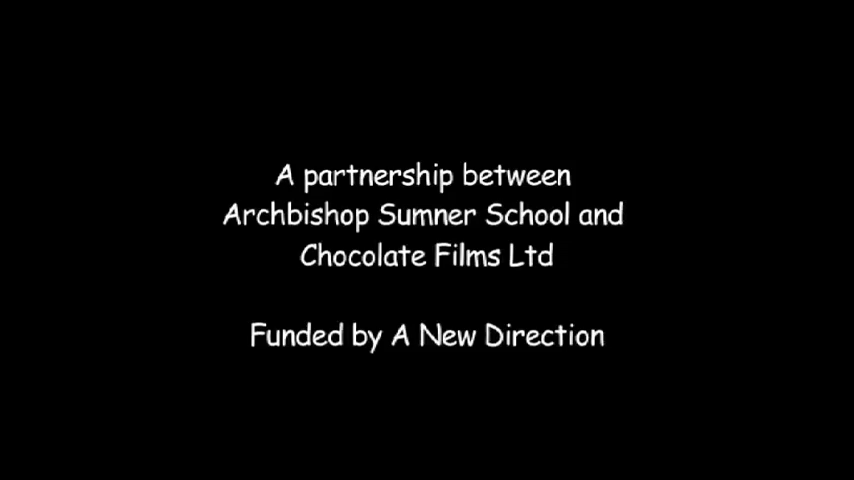 A partnership between
Archbishop Sumner School and
Chocolate Films Ltd
Funded by A New Direction